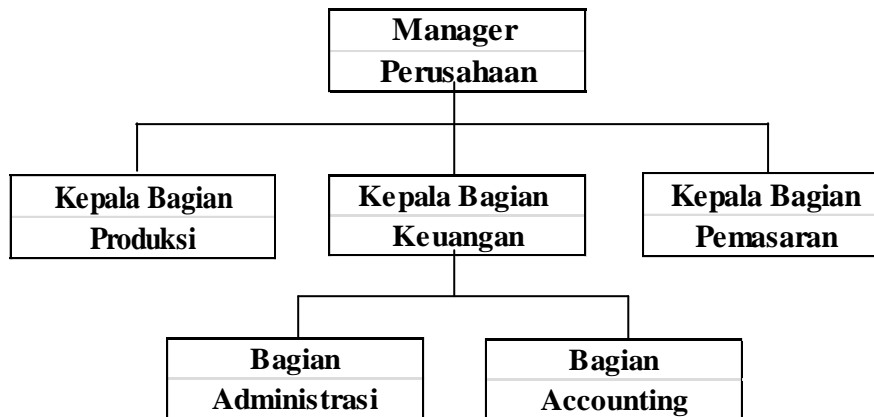 Manager
Perusahaan
Kepala Bagian
Produksi
Kepala Bagian
Keuangan
Kepala Bagian
Pemasaran
Bagian
Administrasi
Bagian
Accounting